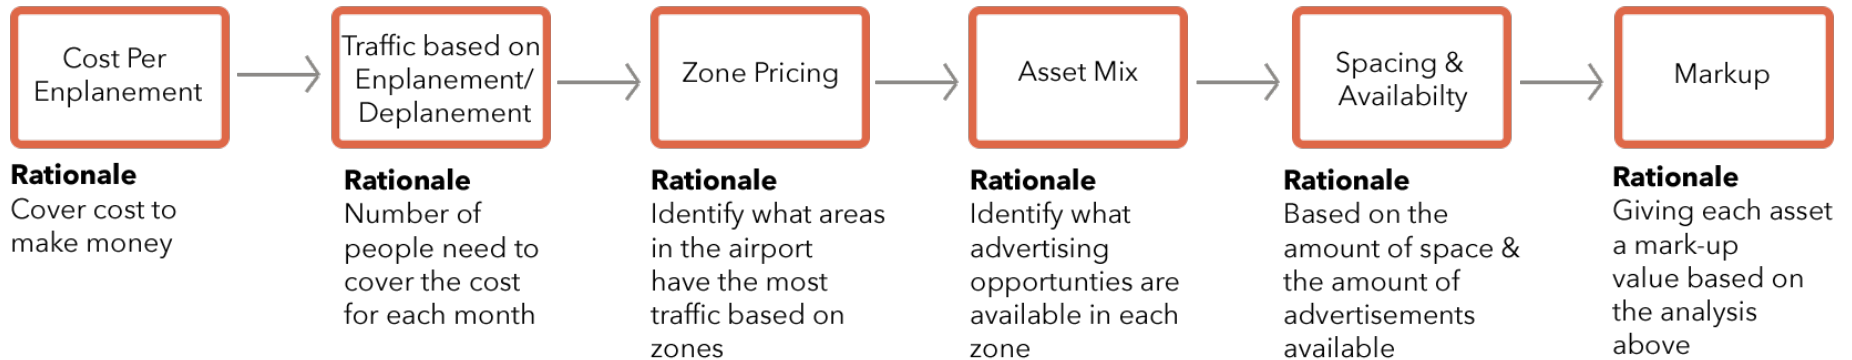 Cost Per
Enplanement
Traffic based on
Enplanement/
Deplanement
Zone Pricing
Asset Mix
Spacing &
Availabilty
Markup
Rationale
Cover cost to
make money
Rationale
Number of
people need to
cover the cost
for each month
Rationale
Identify what areas
in the airport
have the most
traffic based on
zones
Rationale
Identify what
advertising
opportunties are
available in each
zone
Rationale
Based on the
amount of space &
the amount of
advertisements
available
Rationale
Giving each asset
a mark-up
value based on
the analysis
above